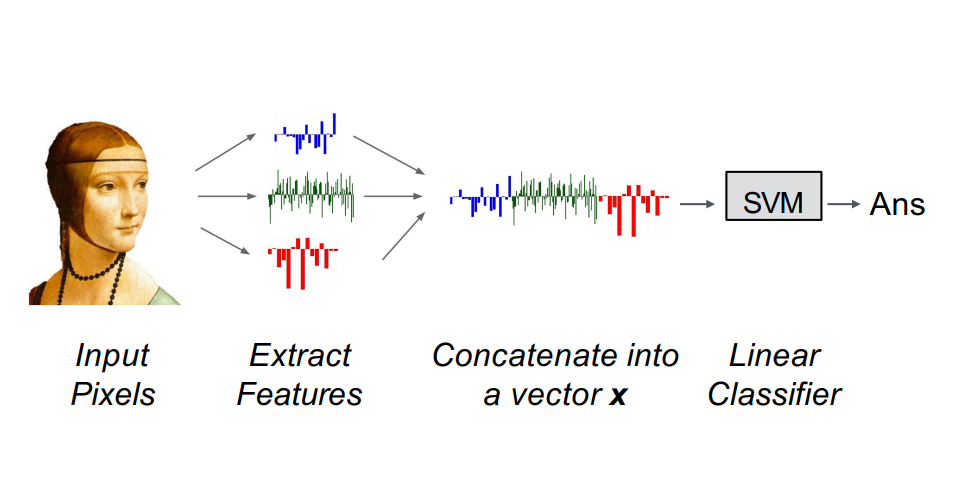 SVM
Ans
Input
Pixels
Extract
Features
Concatenate into
a vector x
Linear
Classifier